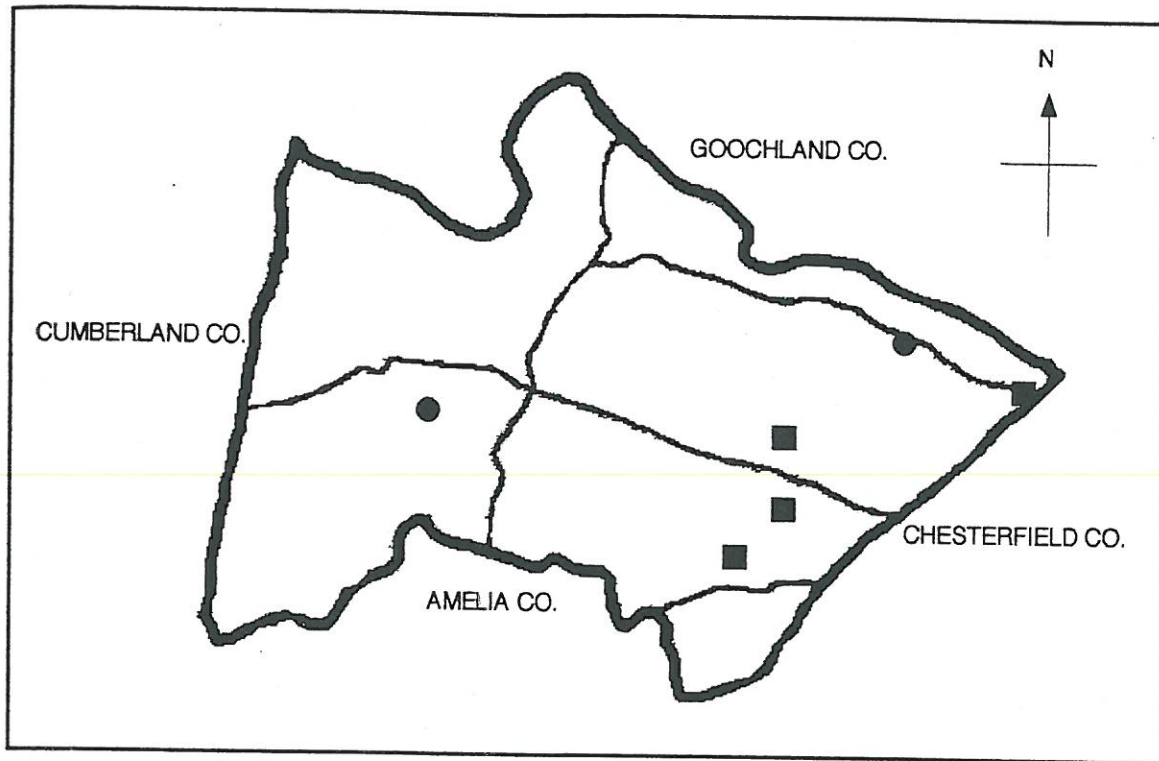 N
GOOCHLAND CO.
CUMBERLAND CO.
CHESTERFIELD CO.
AMELIA CO.